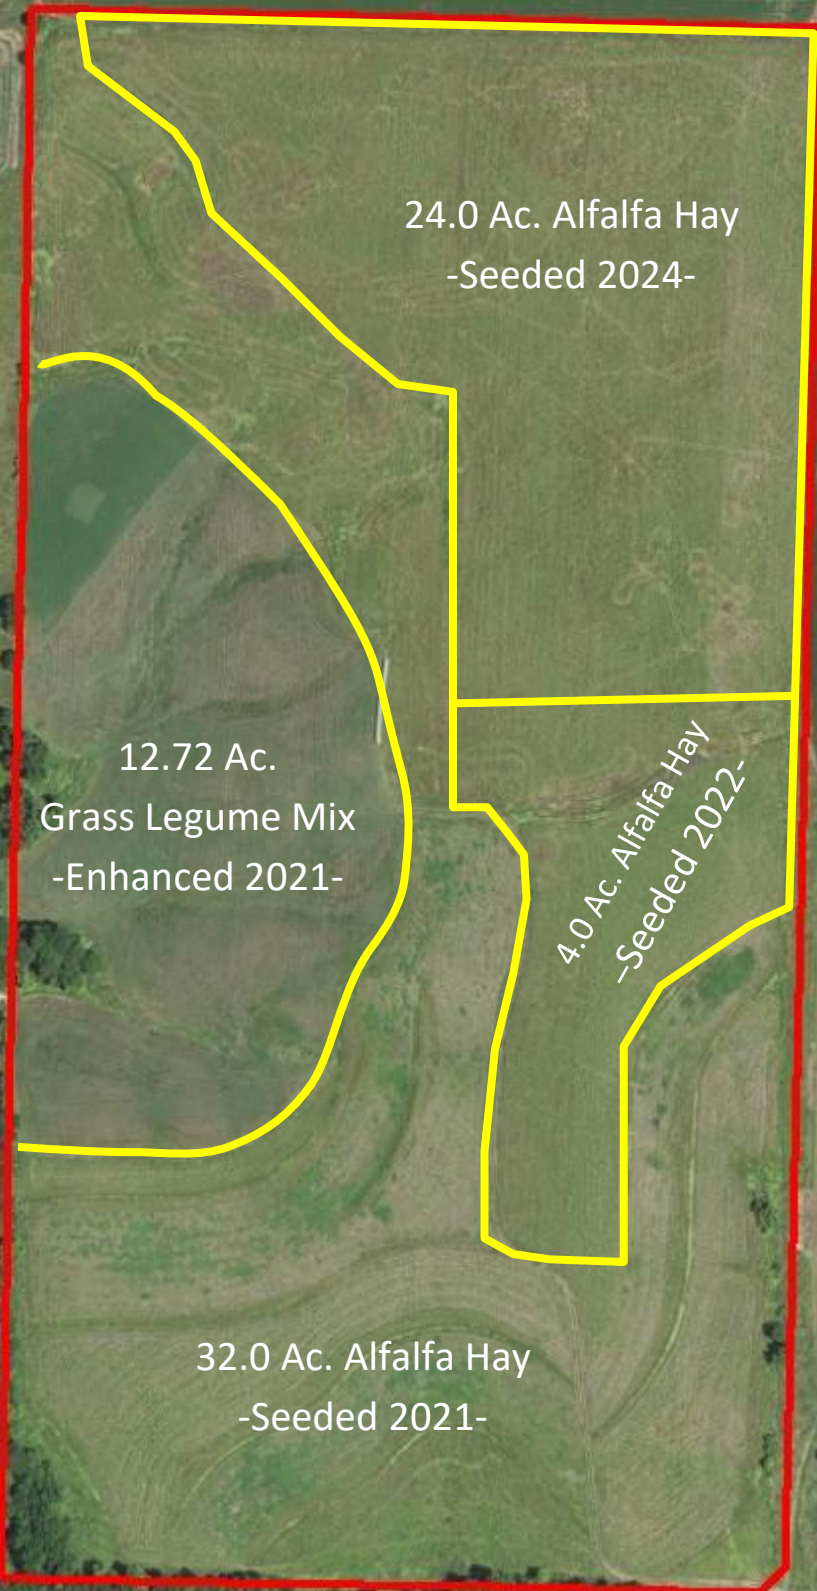 24.0 Ac. Alfalfa Hay
-Seeded 2024-
12.72 Ac.
Grass Legume Mix
-Enhanced 2021-
4.0 Ac. Alfalfa Hay
–Seeded 2022-
32.0 Ac. Alfalfa Hay
-Seeded 2021-